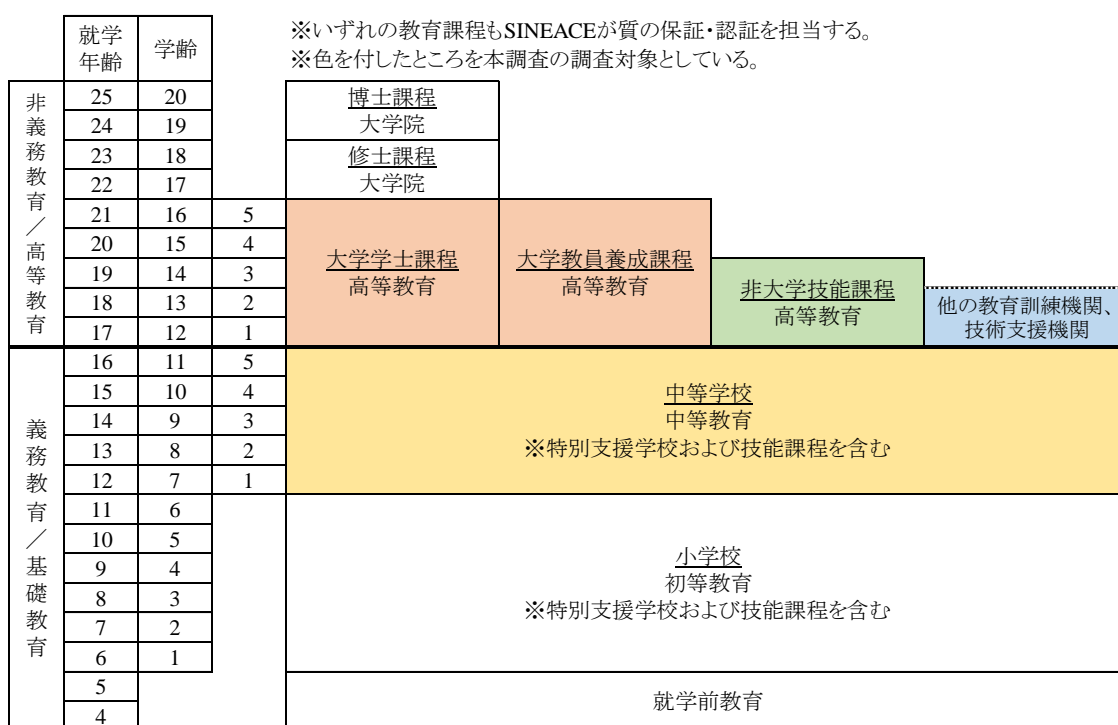 就学
年齢
学齢
※いずれの教育課程もSINEACEが質の保証・認証を担当する。
※色を付したところを本調査の調査対象としている。
非義務教育／高等教育
25 20
24 19
23 18
22 17
21 16 5
20 15 4
19 14 3
18 13 2
17 12 1
博士課程
大学院
修士課程
大学院
大学学士課程
高等教育
大学教員養成課程
高等教育
非大学技能課程
高等教育
他の教育訓練機関、
技術支援機関
義務教育／基礎教育
16 11 5
15 10 4
14 9 3
13 8 2
12 7 1
中等学校
中等教育
※特別支援学校および技能課程を含む
11 6
10 5
9 4
8 3
7 2
6 1
小学校
初等教育
※特別支援学校および技能課程を含む
5
4
就学前教育